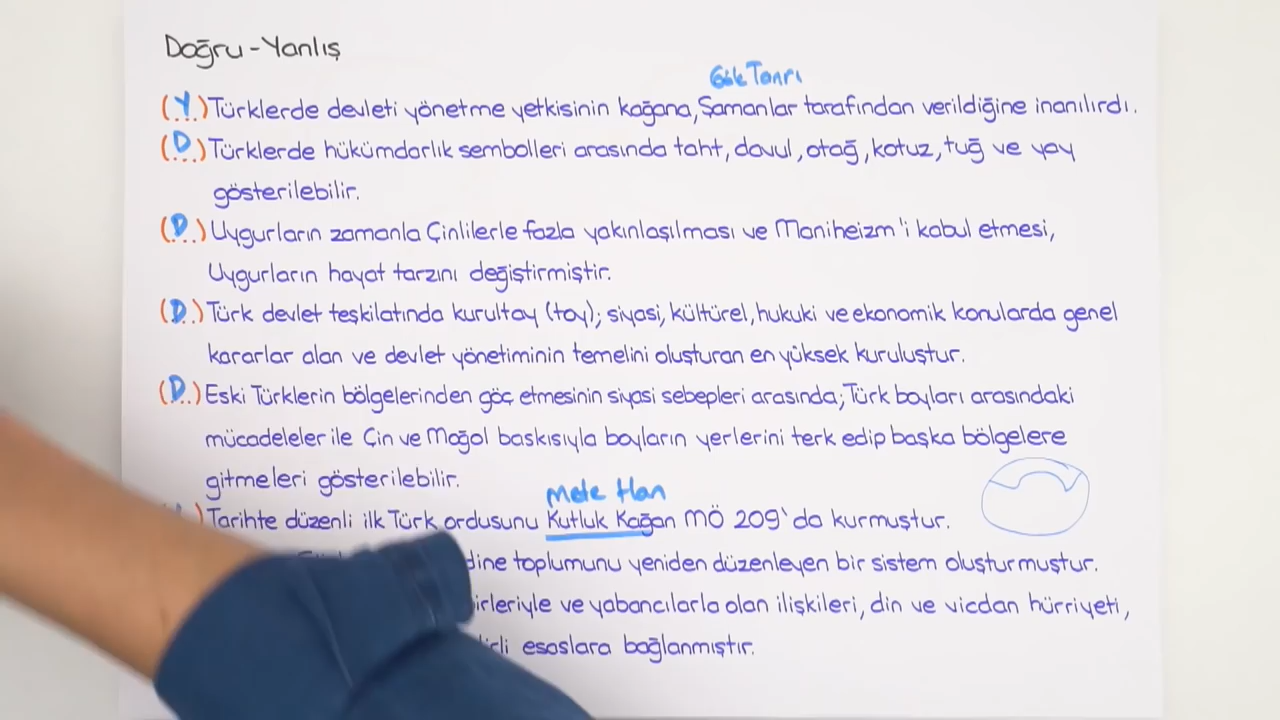 Doğru - Yanlış
Gök Tanrı
(.Y.) Türklerde devleti yönetme yetkisinin kağana, Şamanlar tarafından verildiğine inanılırdı.
(.D.) Türklerde hükümdarlık sembolleri arasında taht, davul, otağ, kotuz, tuğ ve yay
gösterilebilir.
(.D.) Uygurların zamanla Çinlilerle fazla yakınlaşılması ve Maniheizm'i kabul etmesi,
Uygurların hayat tarzını değiştirmiştir.
(.D.) Türk devlet teşkilatında kurultay (toy); siyasi, kültürel, hukuki ve ekonomik konularda genel
kararlar alan ve devlet yönetiminin temelini oluşturan en yüksek kuruluştur.
(.D.) Eski Türklerin bölgelerinden göç etmesinin siyasi sebepleri arasında; Türk boyları arasındaki
mücadeleler ile Çin ve Moğol baskısıyla boyların yerlerini terk edip başka bölgelere
gitmeleri gösterilebilir.
Mete Han
) Tarihte düzenli ilk Türk ordusunu Kutluk Kağan MÖ 209'da kurmuştur.
toplumunu yeniden düzenleyen bir sistem oluşturmuştur.
ve yabancılarla olan ilişkileri, din ve vicdan hürriyeti,
esaslara bağlanmıştır.